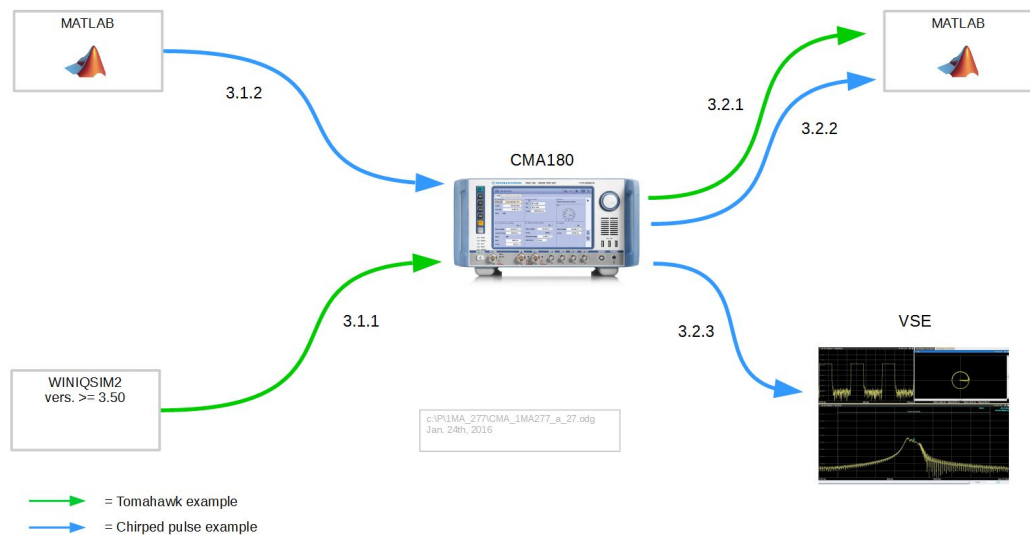 MATLAB
MATLAB
3.1.2
3.2.1
3.2.2
CMA180
3.1.1
3.2.3
VSE
WINIQSIM2
vers. >= 3.50
c:\P\1MA_277\CMA_1MA277_a_27.odg
Jan. 24th, 2016
= Tomahawk example
= Chirped pulse example